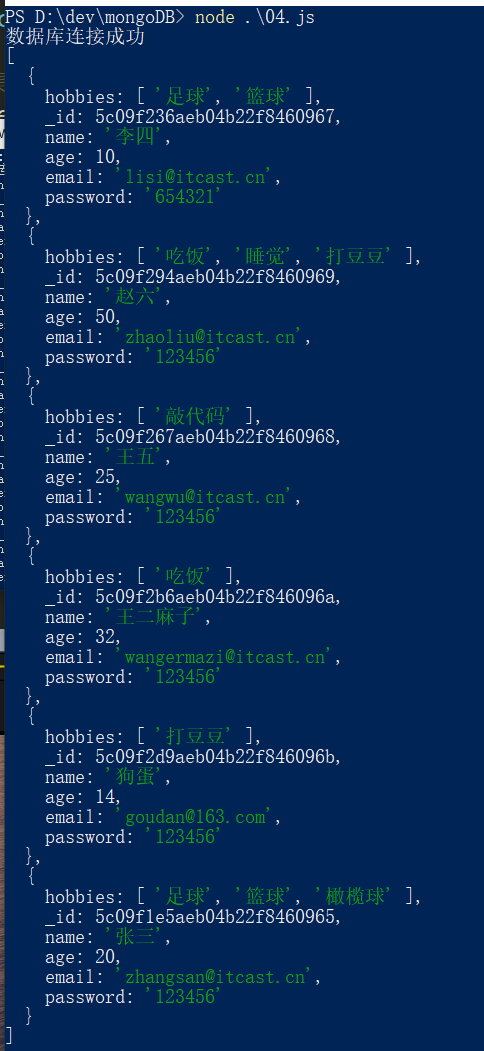 PS D:\dev\mongoDB> node .\04.js
数据库连接成功
[
  {
    hobbies: [ '足球', '篮球' ],
    _id: 5c09f236aeb04b22f8460967,
    name: '李四',
    age: 10,
    email: 'lisi@itcast.cn',
    password: '654321'
  },
  {
    hobbies: [ '吃饭', '睡觉', '打豆豆' ],
    _id: 5c09f294aeb04b22f8460969,
    name: '赵六',
    age: 50,
    email: 'zhaoliu@itcast.cn',
    password: '123456'
  },
  {
    hobbies: [ '敲代码' ],
    _id: 5c09f267aeb04b22f8460968,
    name: '王五',
    age: 25,
    email: 'wangwu@itcast.cn',
    password: '123456'
  },
  {
    hobbies: [ '吃饭' ],
    _id: 5c09f2b6aeb04b22f846096a,
    name: '王二麻子',
    age: 32,
    email: 'wangermazi@itcast.cn',
    password: '123456'
  },
  {
    hobbies: [ '打豆豆' ],
    _id: 5c09f2d9aeb04b22f846096b,
    name: '狗蛋',
    age: 14,
    email: 'goudan@163.com',
    password: '123456'
  },
  {
    hobbies: [ '足球', '篮球', '橄榄球' ],
    _id: 5c09f1e5aeb04b22f8460965,
    name: '张三',
    age: 20,
    email: 'zhangsan@itcast.cn',
    password: '123456'
  }
]